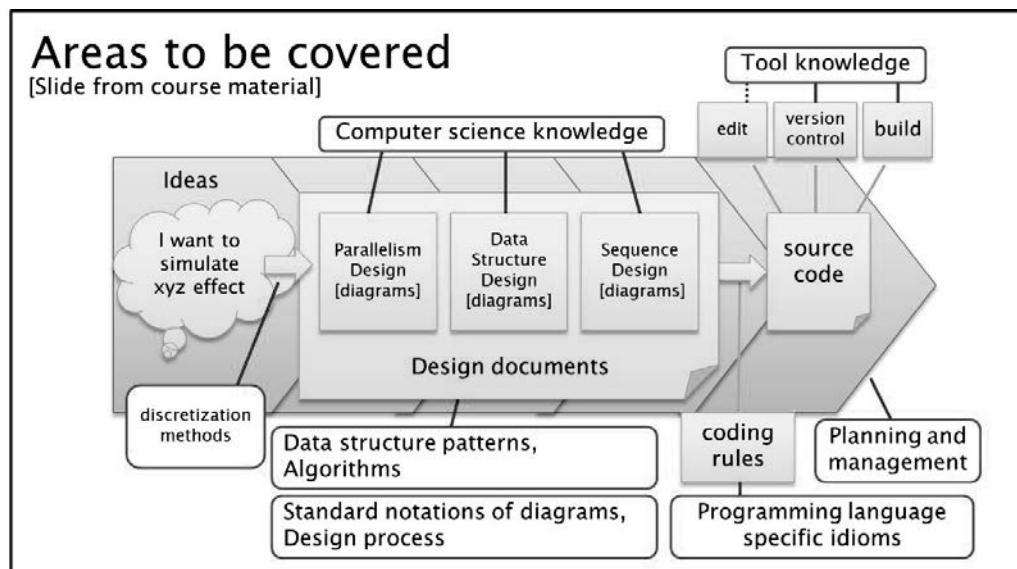 Areas to be covered
[Slide from course material]
Tool knowledge
edit
version
control
build
Computer science knowledge
Ideas
I want to
simulate
xyz effect
Parallelism
Design
[diagrams]
Data
Structure
Design
[diagrams]
Sequence
Design
[diagrams]
source
code
Design documents
discretization
methods
Data structure patterns,
Algorithms
coding
rules
Planning and
management
Standard notations of diagrams,
Design process
Programming language
specific idioms